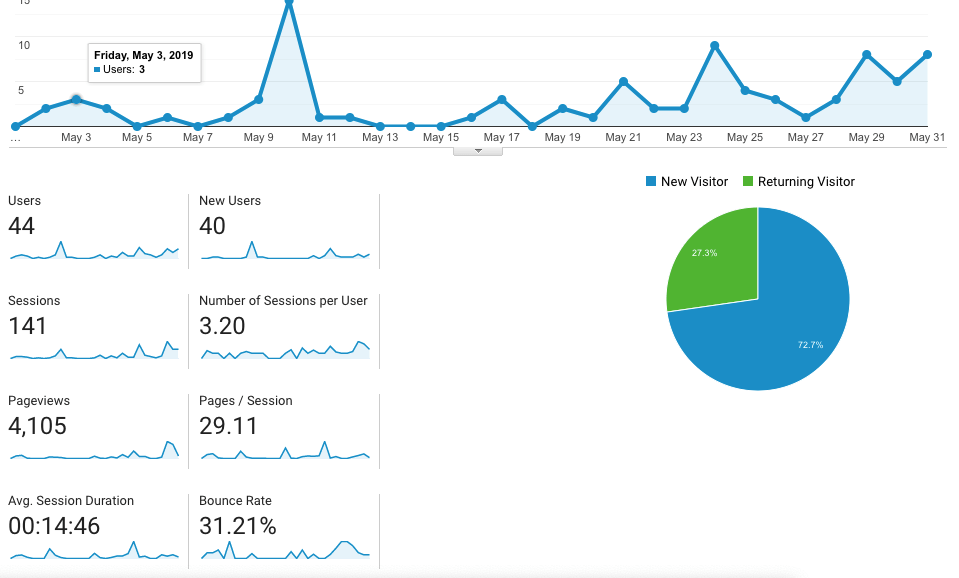 15
10
5
Friday, May 3, 2019
Users: 3
... May 3 May 5 May 7 May 9 May 11 May 13 May 15 May 17 May 19 May 21 May 23 May 25 May 27 May 29 May 31
New Visitor Returning Visitor
27.3%
72.7%
Users New Users
44 40
Sessions Number of Sessions per User
141 3.20
Pageviews Pages / Session
4,105 29.11
Avg. Session Duration Bounce Rate
00:14:46 31.21%